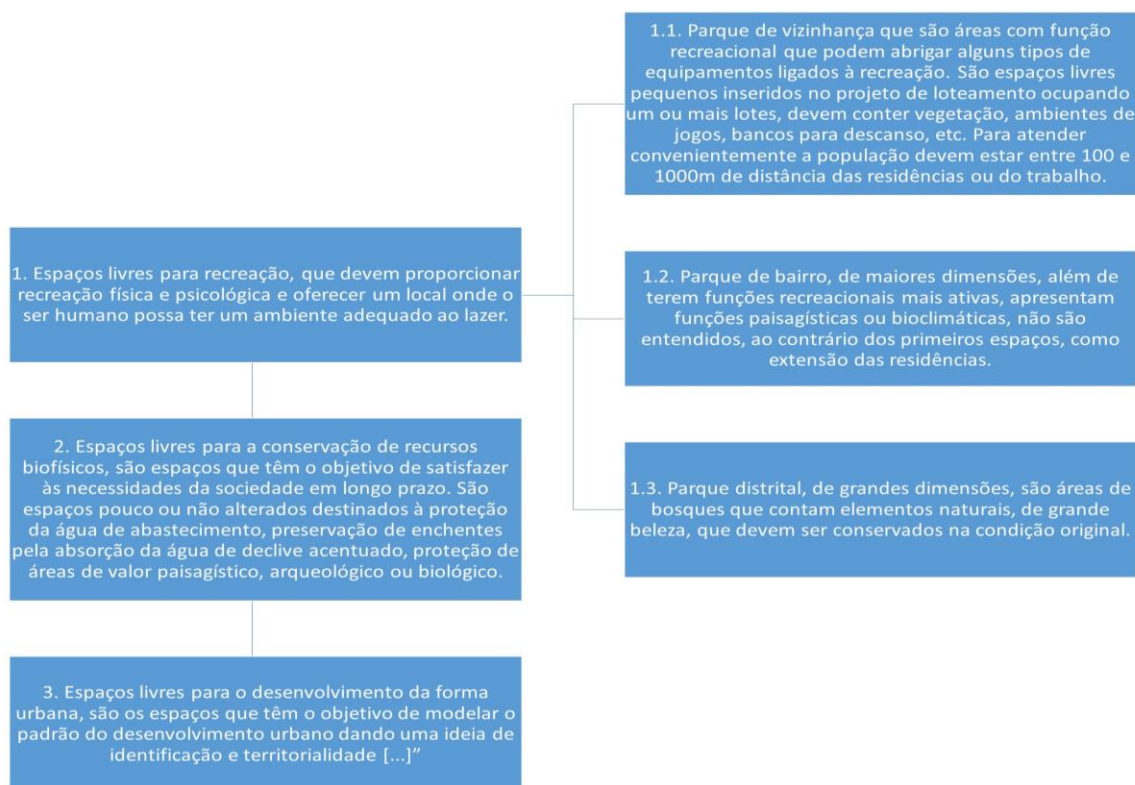 1.1. Parque de vizinhança que são áreas com função
recreacional que podem abrigar alguns tipos de
equipamentos ligados à recreação. São espaços livres
pequenos inseridos no projeto de loteamento ocupando
um ou mais lotes, devem conter vegetação, ambientes de
jogos, bancos para descanso, etc. Para atender
convenientemente a população devem estar entre 100 e
1000m de distância das residências ou do trabalho.
1. Espaços livres para recreação, que devem proporcionar
recreação física e psicológica e oferecer um local onde o
ser humano possa ter um ambiente adequado ao lazer.
1.2. Parque de bairro, de maiores dimensões, além de
terem funções recreacionais mais ativas, apresentam
funções paisagísticas ou bioclimáticas, não são
entendidos, ao contrário dos primeiros espaços, como
extensão das residências.
2. Espaços livres para a conservação de recursos
biofísicos, são espaços que têm o objetivo de satisfazer
às necessidades da sociedade em longo prazo. São
espaços pouco ou não alterados destinados à proteção
da água de abastecimento, preservação de enchentes
pela absorção da água de declive acentuado, proteção de
áreas de valor paisagístico, arqueológico ou biológico.
1.3. Parque distrital, de grandes dimensões, são áreas de
bosques que contam elementos naturais, de grande
beleza, que devem ser conservados na condição original.
3. Espaços livres para o desenvolvimento da forma
urbana, são os espaços que têm o objetivo de modelar o
padrão do desenvolvimento urbano dando uma ideia de
identificação e territorialidade [...]”